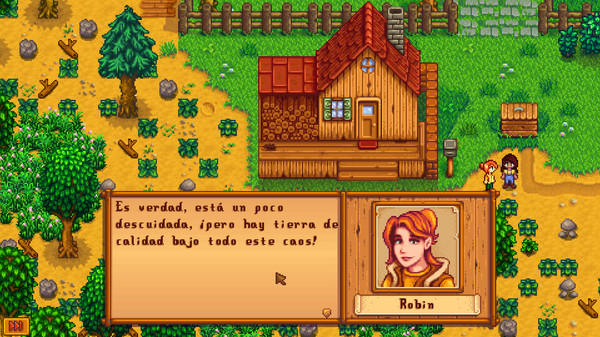 Es verdad, está un poco
descuidada, ¡pero hay tierra de
calidad bajo todo este caos!
Robin